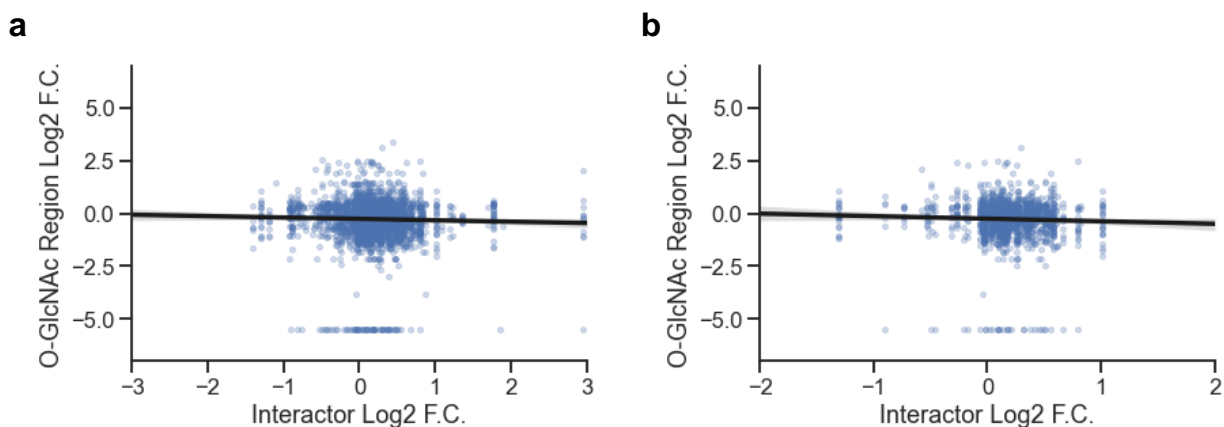 a
O-GlcNAc Region Log2 F.C.
5.0
2.5
0.0
−2.5
−5.0
−3 −2 −1 0 1 2 3
Interactor Log2 F.C.
b
O-GlcNAc Region Log2 F.C.
5.0
2.5
0.0
−2.5
−5.0
−2 −1 0 1 2
Interactor Log2 F.C.